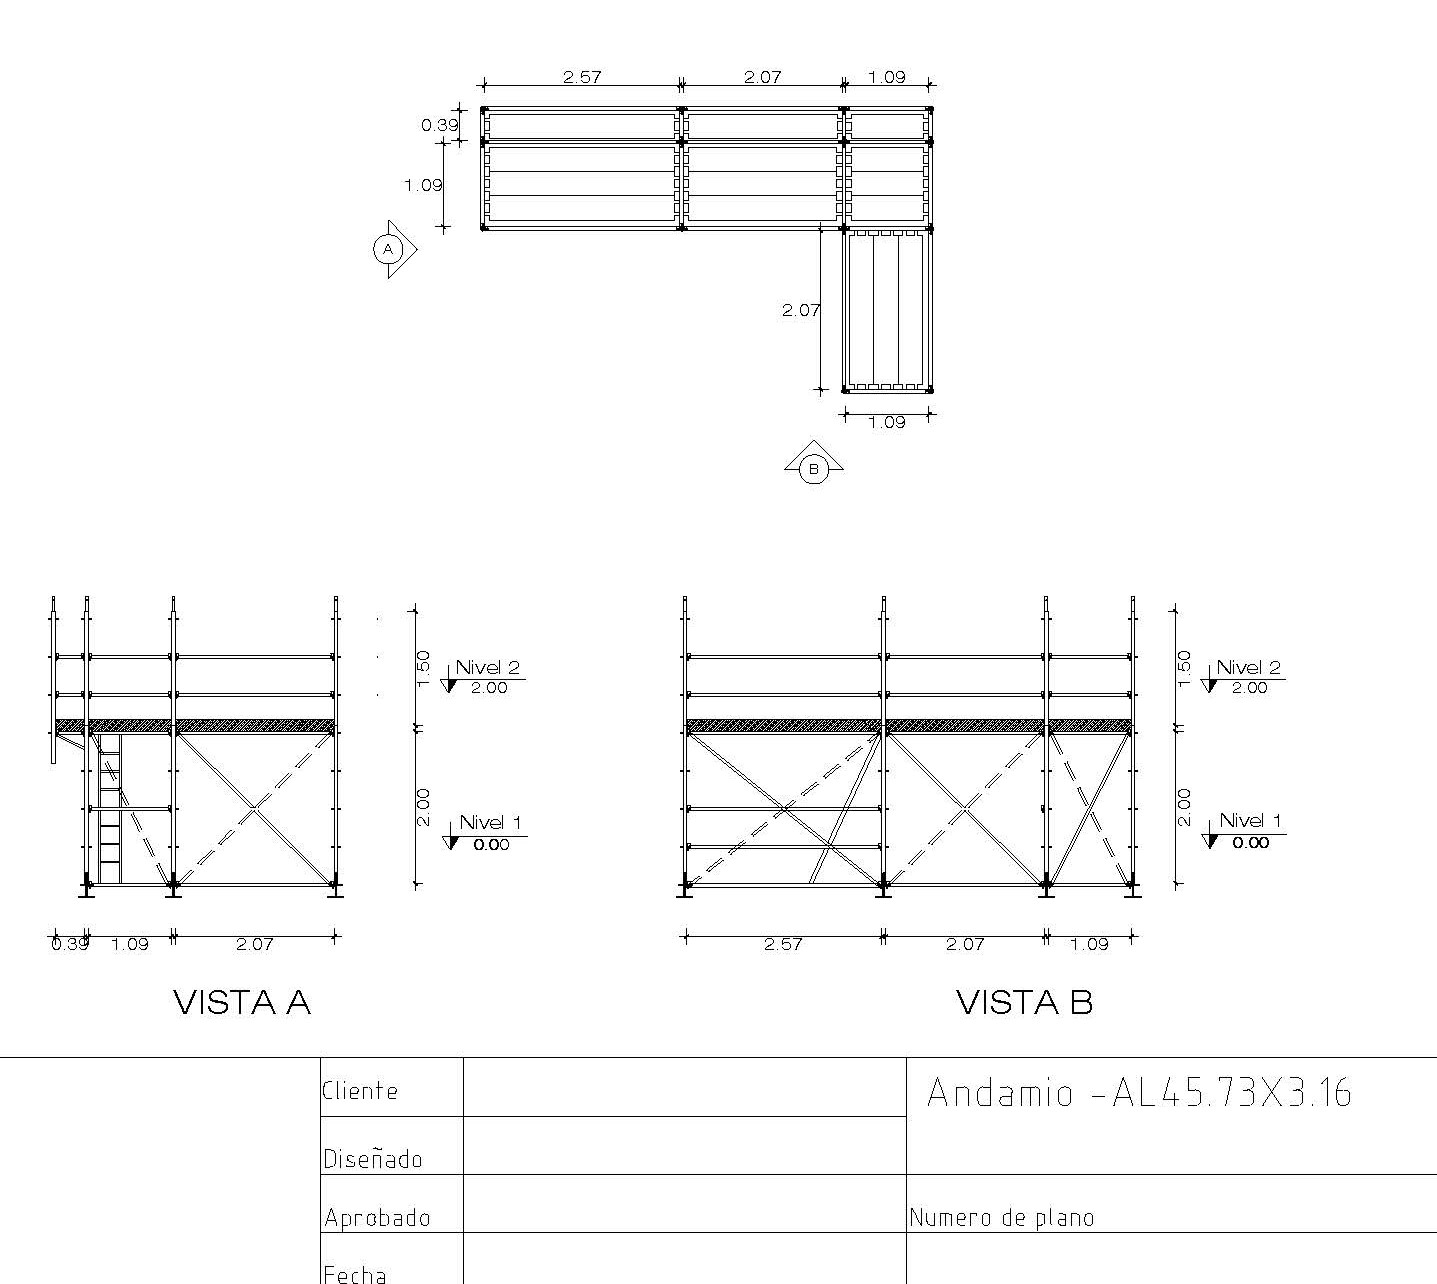 2.57 2.07 1.09
0.39
1.09
A
2.07
1.09
B
1.50
Nivel 2
2.00
2.00
Nivel 1
0.00
0.39 1.09 2.07
VISTA A
1.50
Nivel 2
2.00
2.00
Nivel 1
0.00
2.57 2.07 1.09
VISTA B
Cliente
Andamio -AL45.73X3.16
Diseñado
Aprobado
Numero de plano
Fecha